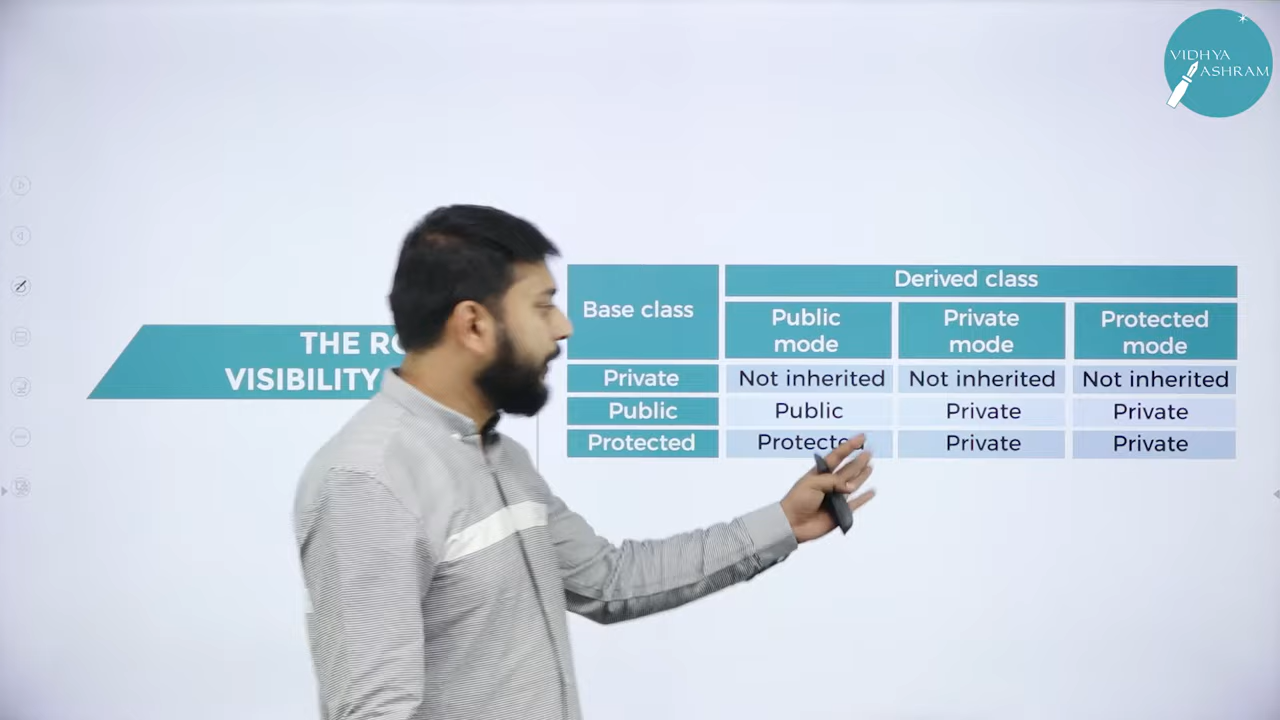 VIDHYA
ASHRAM
THE
VISIBILITY
Base class
Derived class
Public
mode
Private
mode
Protected
mode
Private
Not inherited
Not inherited
Not inherited
Public
Public
Private
Private
Protected
Protected
Private
Private